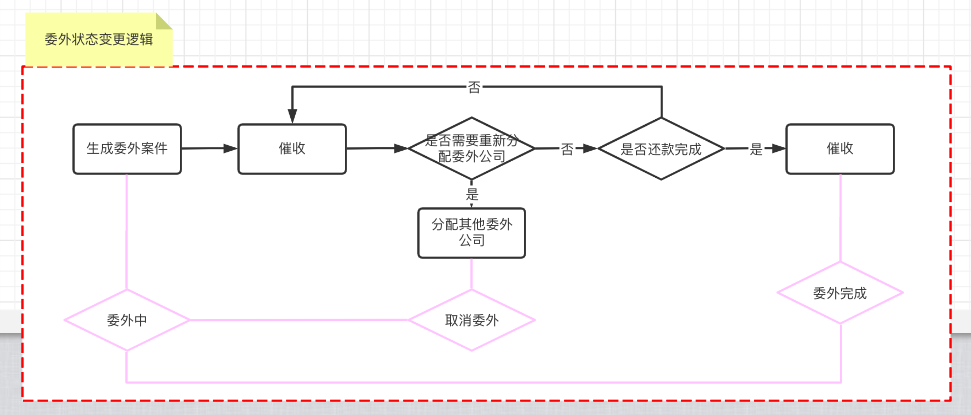 委外状态变更逻辑
否
生成委外案件
催收
是否需要重新分
配委外公司
否
是否还款完成
是
催收
是
分配其他委外
公司
委外中
取消委外
委外完成